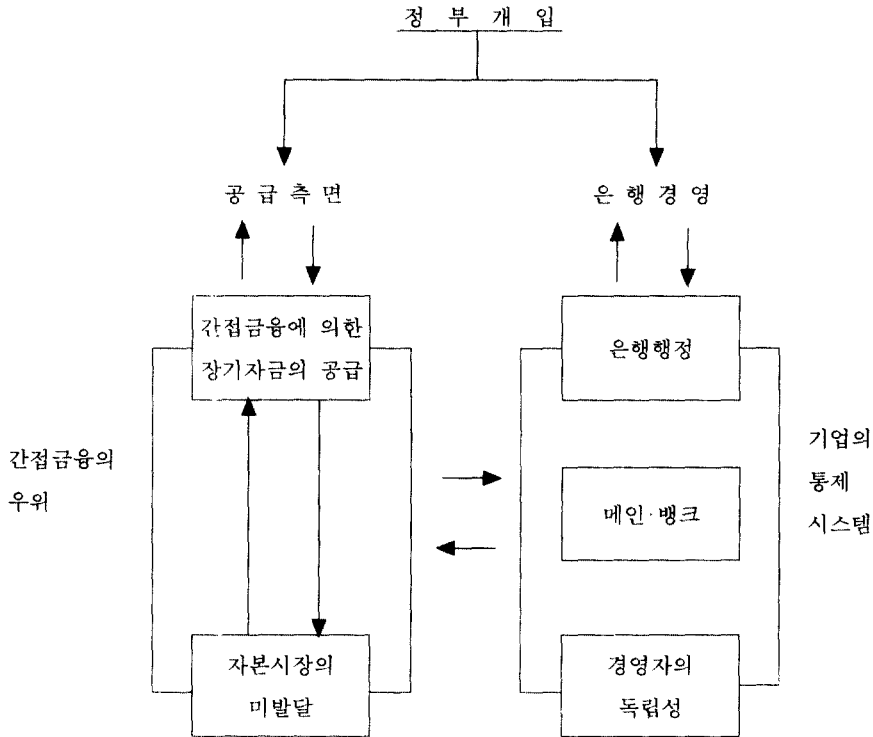 정 부 개 입
공 급 측 면
은 행 경 영
간접금융에 의한
장기자금의 공급
은행행정
간접금융의
우위
기업의
통제
시스템
메인·뱅크
자본시장의
미발달
경영자의
독립성